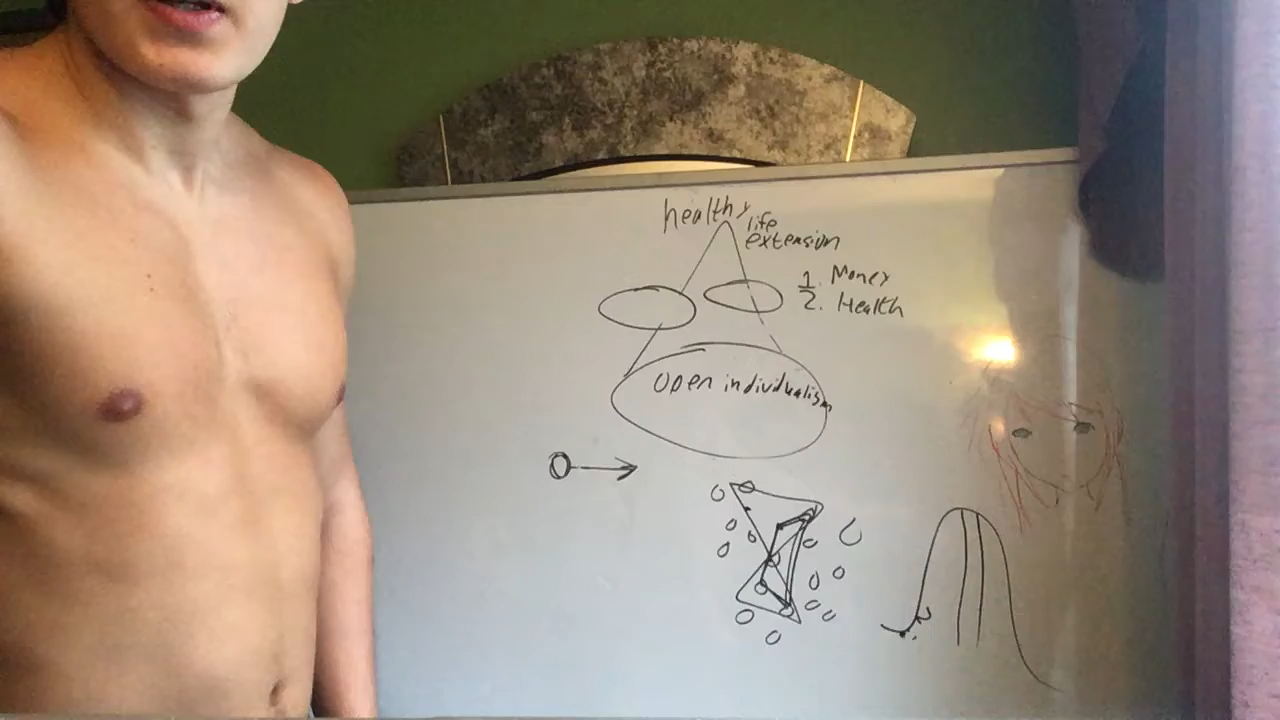 healthy
life
extension
1. Money
2. Health
Open individualism